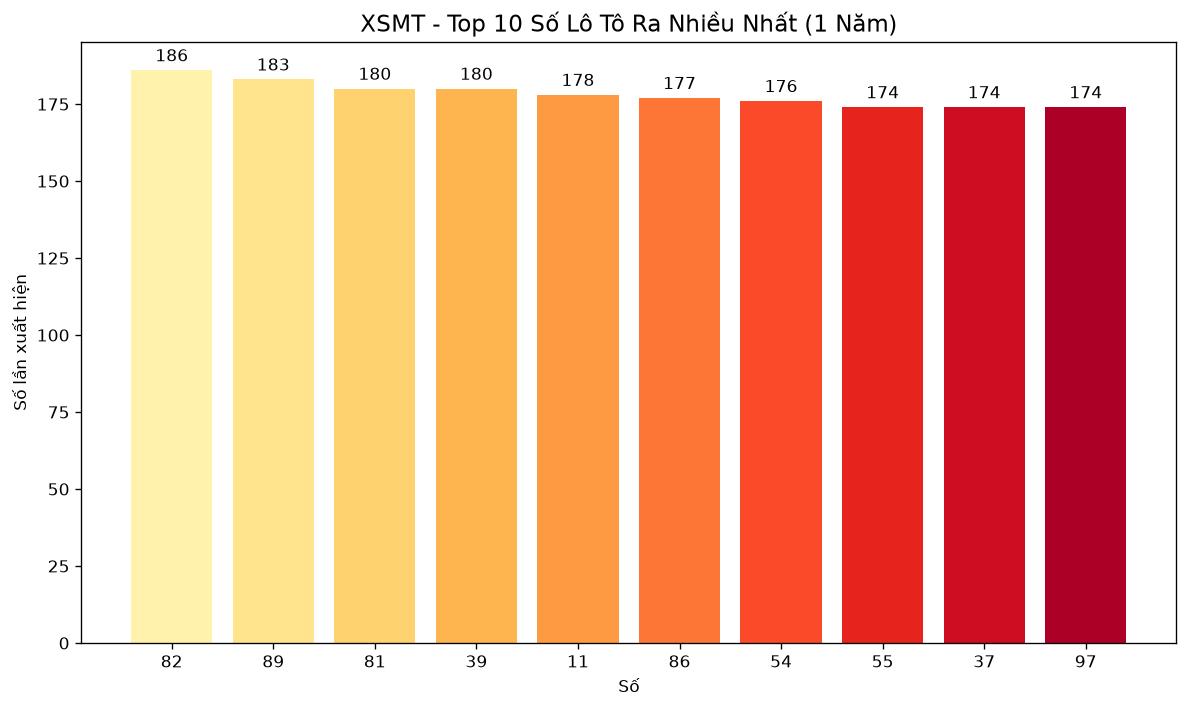 XSMT - Top 10 Số Lô Tô Ra Nhiều Nhất (1 Năm)
186 183 180 180 178 177 176 174 174 174
Số lần xuất hiện
175
150
125
100
75
50
25
0
82 89 81 39 11 86 54 55 37 97
Số